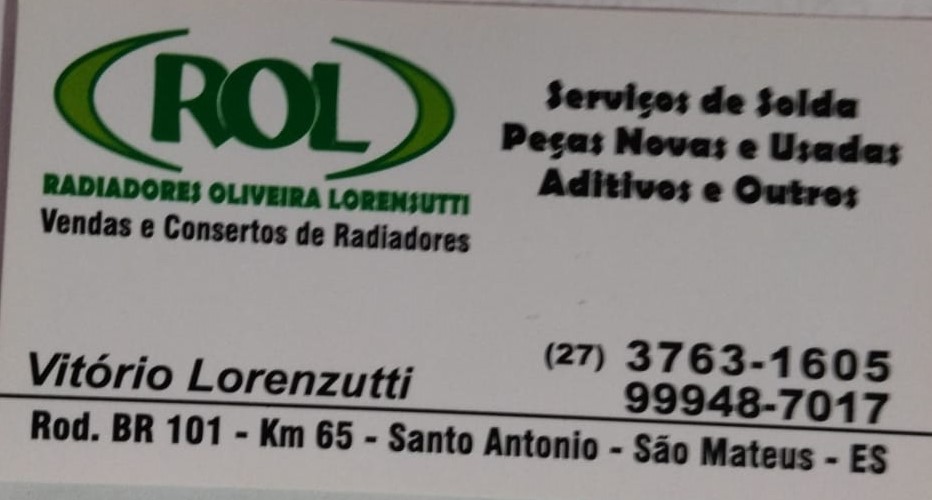 ROL
RADIADORES OLIVEIRA LORENSUTTI
Vendas e Consertos de Radiadores
Serviços de Solda
Peças Novas e Usadas
Aditivos e Outros
Vitório Lorenzutti
(27) 3763-1605
99948-7017
Rod. BR 101 - Km 65 - Santo Antonio - São Mateus - ES